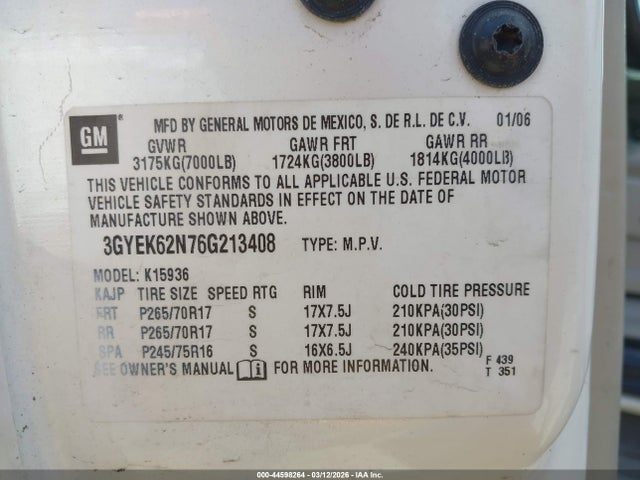 GM ®
MFD BY GENERAL MOTORS DE MEXICO, S. DE R.L. DE C.V. 01/06
GVWR GAWR FRT GAWR RR
3175KG(7000LB) 1724KG(3800LB) 1814KG(4000LB)
THIS VEHICLE CONFORMS TO ALL APPLICABLE U.S. FEDERAL MOTOR
VEHICLE SAFETY STANDARDS IN EFFECT ON THE DATE OF
MANUFACTURE SHOWN ABOVE.
3GYEK62N76G213408 TYPE: M.P.V.
MODEL: K15936
KAJP TIRE SIZE SPEED RTG RIM COLD TIRE PRESSURE
FRT P265/70R17 S 17X7.5J 210KPA(30PSI)
RR P265/70R17 S 17X7.5J 210KPA(30PSI)
SPA P245/75R16 S 16X6.5J 240KPA(35PSI)
SEE OWNER'S MANUAL i FOR MORE INFORMATION.
F 439
T 351
000-44598264 - 03/12/2026 - IAA Inc.